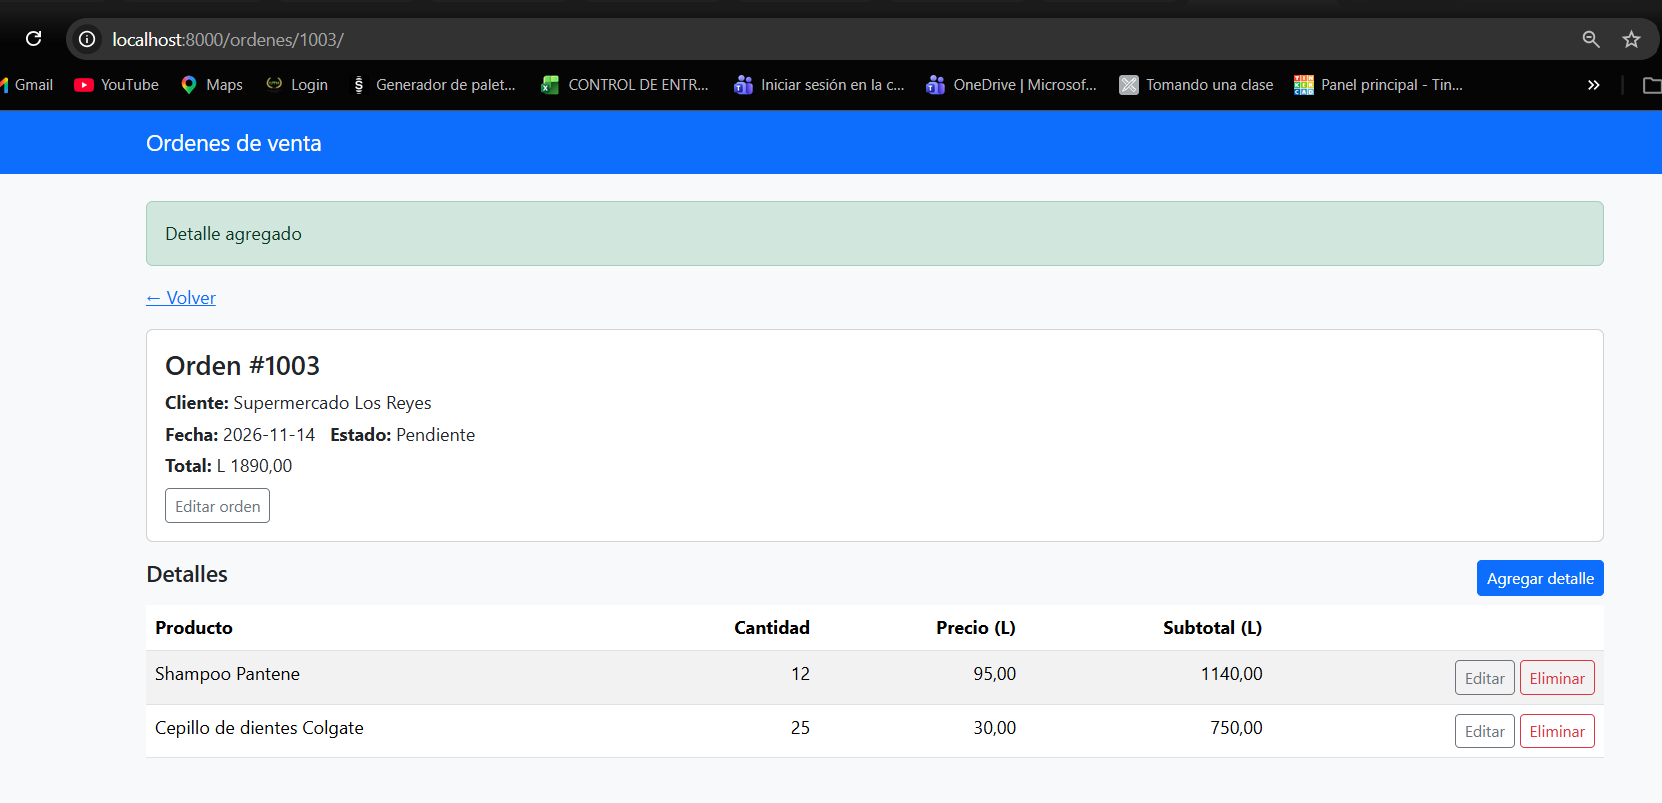 localhost:8000/ordenes/1003/
Gmail YouTube Maps Login Generador de palet... CONTROL DE ENTR... Iniciar sesión en la c... OneDrive | Microsof... Tomando una clase Panel principal - Tin...
Ordenes de venta
Detalle agregado
← Volver
Orden #1003
Cliente: Supermercado Los Reyes
Fecha: 2026-11-14 Estado: Pendiente
Total: L 1890,00
Editar orden
Detalles Agregar detalle
Producto Cantidad Precio (L) Subtotal (L)
Shampoo Pantene 12 95,00 1140,00 Editar Eliminar
Cepillo de dientes Colgate 25 30,00 750,00 Editar Eliminar